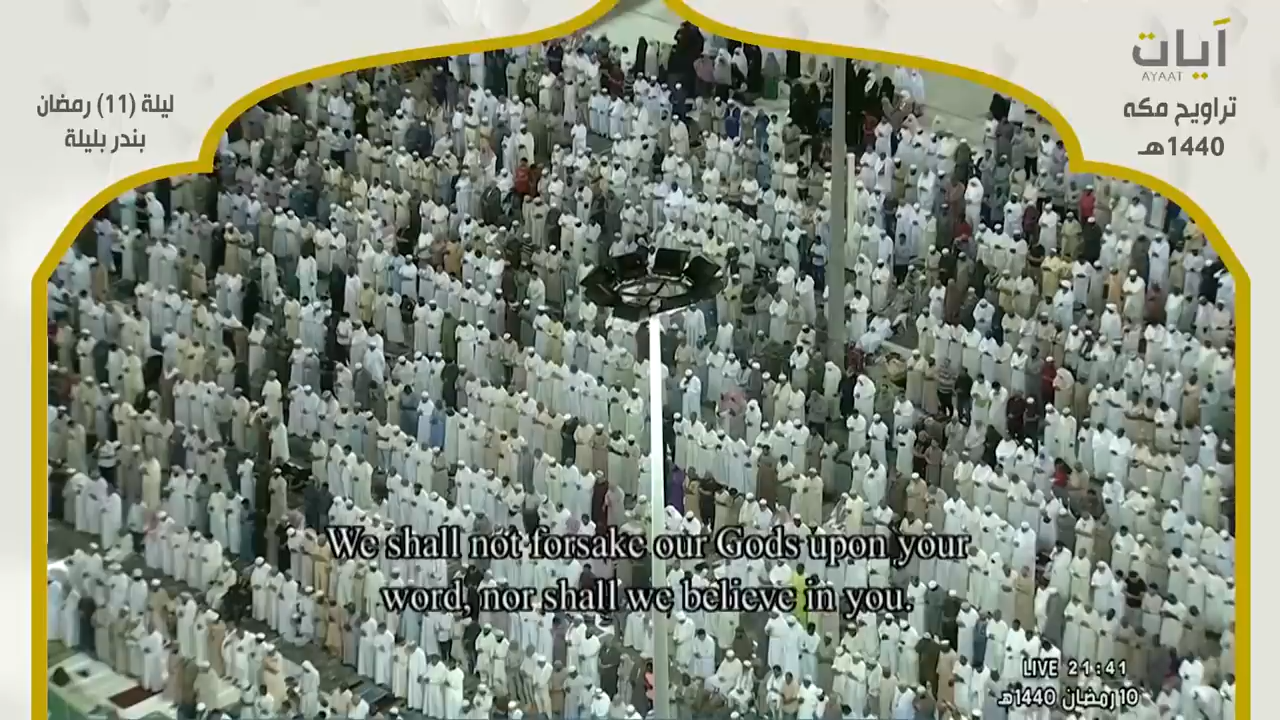 آيات
AYAAT
تراويح مكه
1440هـ
ليلة (11) رمضان
بندر بليلة
We shall not forsake our Gods upon your
word, nor shall we believe in you.
LIVE 21:41
10 رمضان 1440هـ